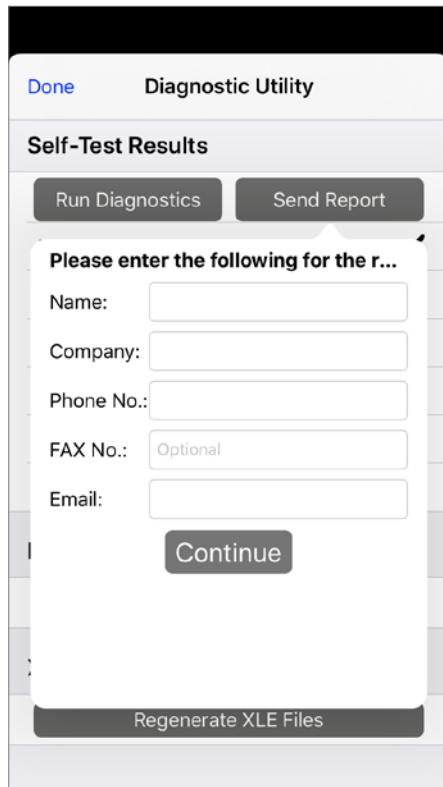 Done Diagnostic Utility
Self-Test Results
Run Diagnostics Send Report
Please enter the following for the r...
Name:
Company:
Phone No.:
FAX No.: Optional
Email:
Continue
Regenerate XLE Files